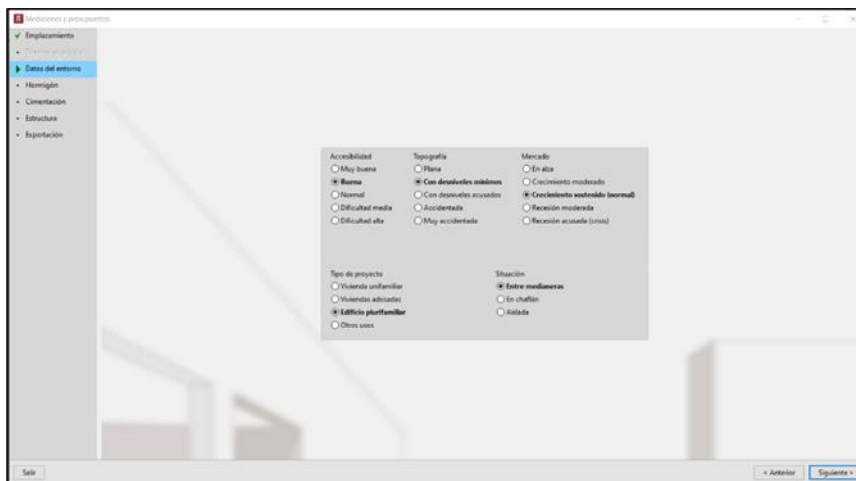 Mediciones y presupuestos
Emplazamiento
Datos del entorno
Hormigón
Cimentación
Estructura
Exportación
Accesibilidad
Muy buena
Buena
Normal
Dificultad media
Dificultad alta
Topografía
Plana
Con desniveles mínimos
Con desniveles acusados
Accidentada
Muy accidentada
Mercado
En alza
Crecimiento moderado
Crecimiento sostenido (normal)
Recesión moderada
Recesión acusada (crisis)
Tipo de proyecto
Vivienda unifamiliar
Viviendas adosadas
Edificio plurifamiliar
Otros usos
Situación
Entre medianeras
En chaflán
Aislada
Salir
< Anterior
Siguiente >